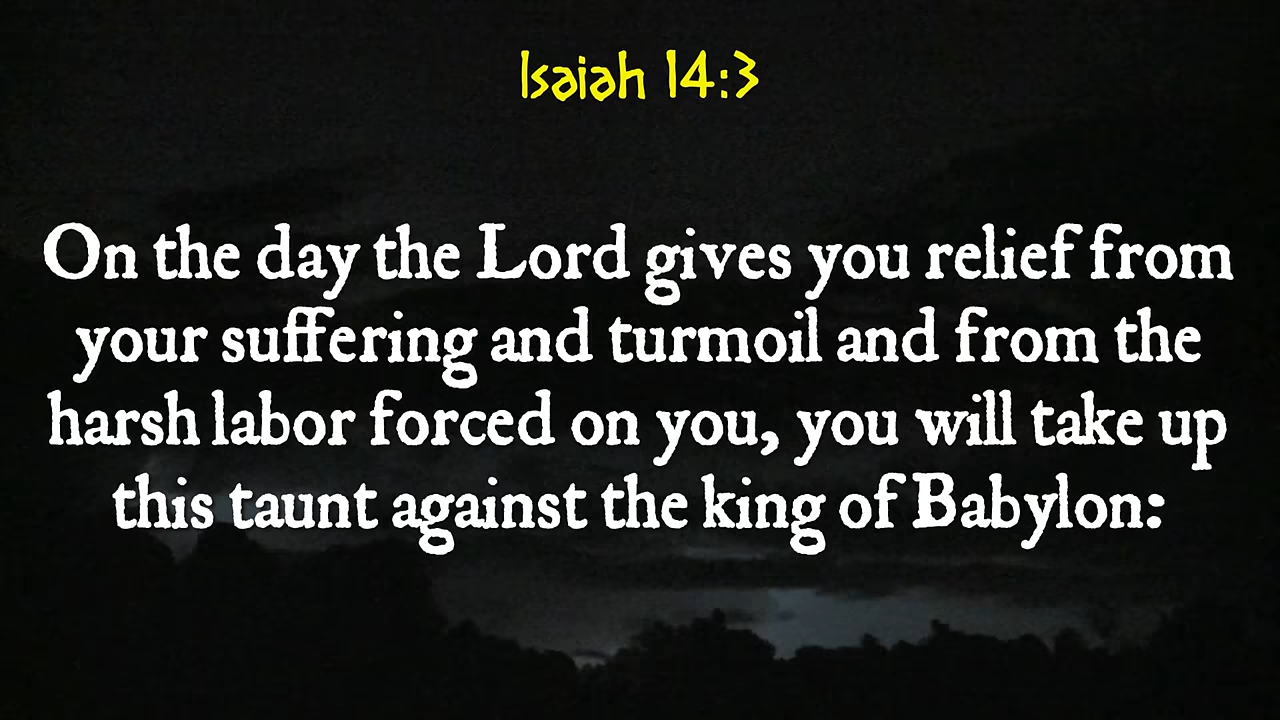 Isaiah 14:3
On the day the Lord gives you relief from
your suffering and turmoil and from the
harsh labor forced on you, you will take up
this taunt against the king of Babylon: